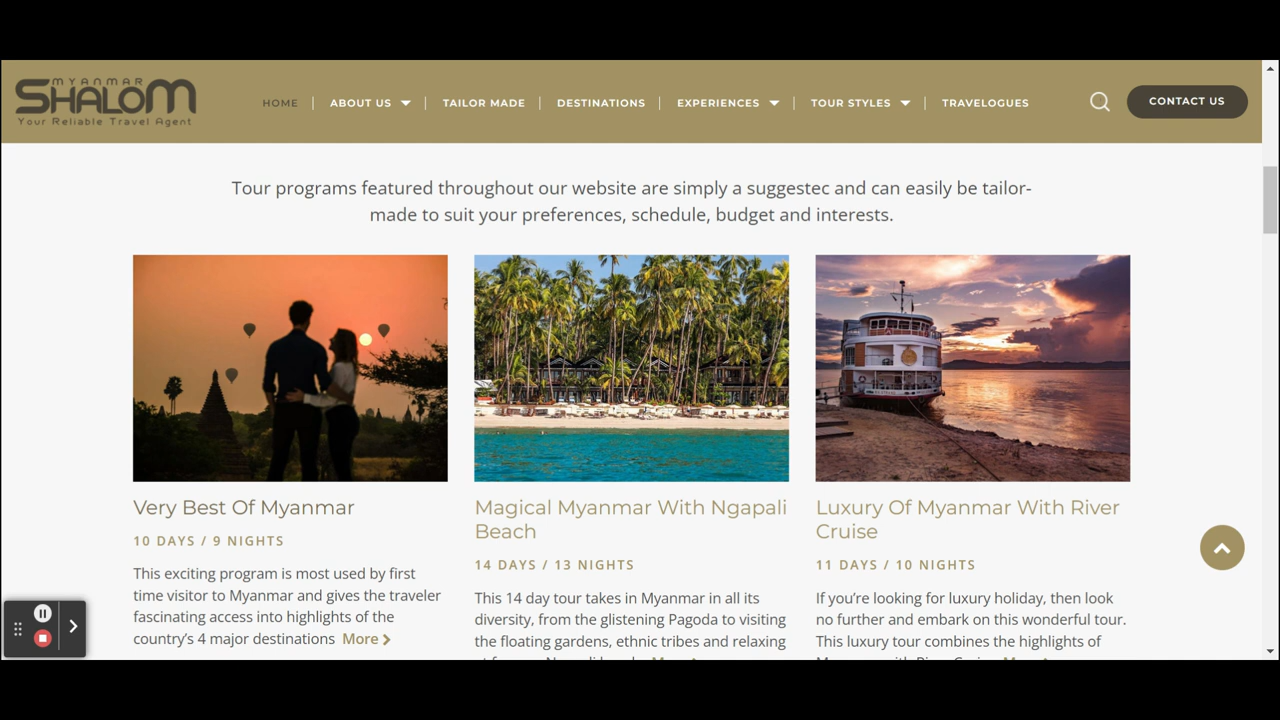 MYANMAR
SHALOM
Your Reliable Travel Agent
HOME
ABOUT US
TAILOR MADE
DESTINATIONS
EXPERIENCES
TOUR STYLES
TRAVELOGUES
CONTACT US
Tour programs featured throughout our website are simply a suggestec and can easily be tailor-
made to suit your preferences, schedule, budget and interests.
Very Best Of Myanmar
10 DAYS / 9 NIGHTS
This exciting program is most used by first
time visitor to Myanmar and gives the traveler
fascinating access into highlights of the
country's 4 major destinations More
Magical Myanmar With Ngapali
Beach
14 DAYS / 13 NIGHTS
This 14 day tour takes in Myanmar in all its
diversity, from the glistening Pagoda to visiting
the floating gardens, ethnic tribes and relaxing
Luxury Of Myanmar With River
Cruise
11 DAYS / 10 NIGHTS
If you're looking for luxury holiday, then look
no further and embark on this wonderful tour.
This luxury tour combines the highlights of